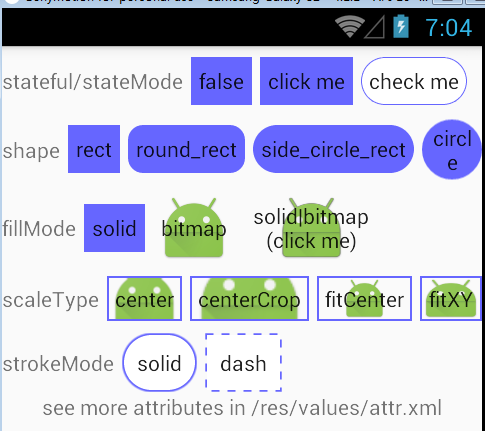 7:04
stateful/stateMode false click me check me
shape rect round_rect side_circle_rect circl
e
fillMode solid bitmap solid|bitmap
(click me)
scaleType center centerCrop fitCenter fitXY
strokeMode solid dash
see more attributes in /res/values/attr.xml